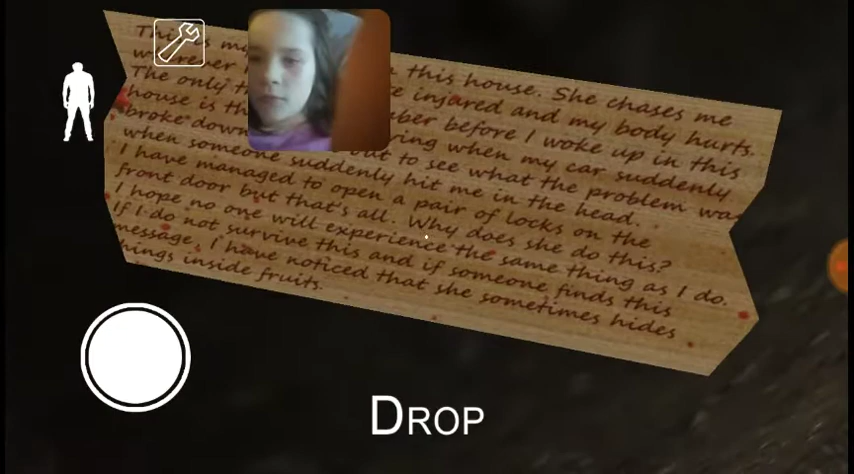 This is my this house. She chases me
wherever injured and my body hurts.
The only before I woke up in this
house is when my car suddenly
broke down. out to see what the problem was
when someone suddenly hit me in the head.
I have managed to open a pair of locks on the
front door but that's all. Why does she do this?
I hope no one will experience the same thing as I do.
If I do not survive this and if someone finds this
message, I have noticed that she sometimes hides
things inside fruits.
DROP